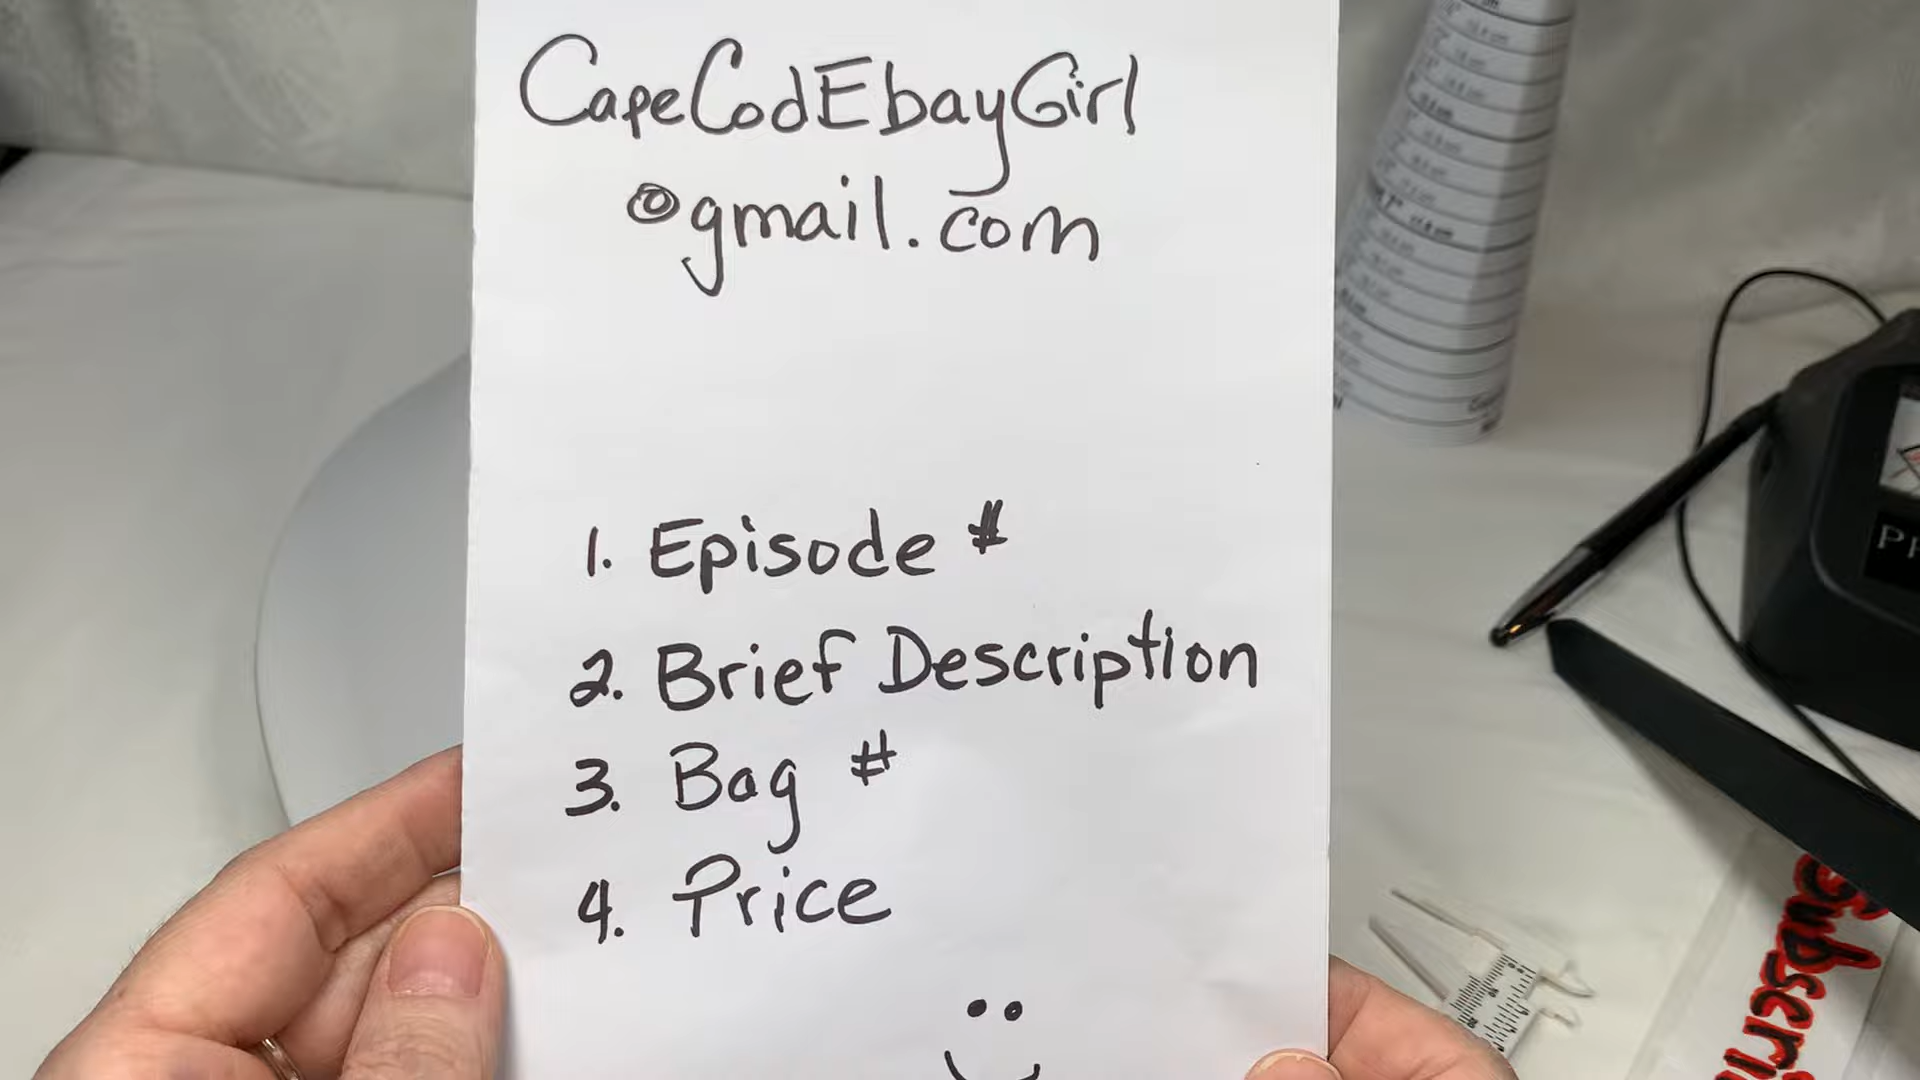 CapeCodEbayGirl
@gmail.com
1. Episode #
2. Brief Description
3. Bag #
4. Price